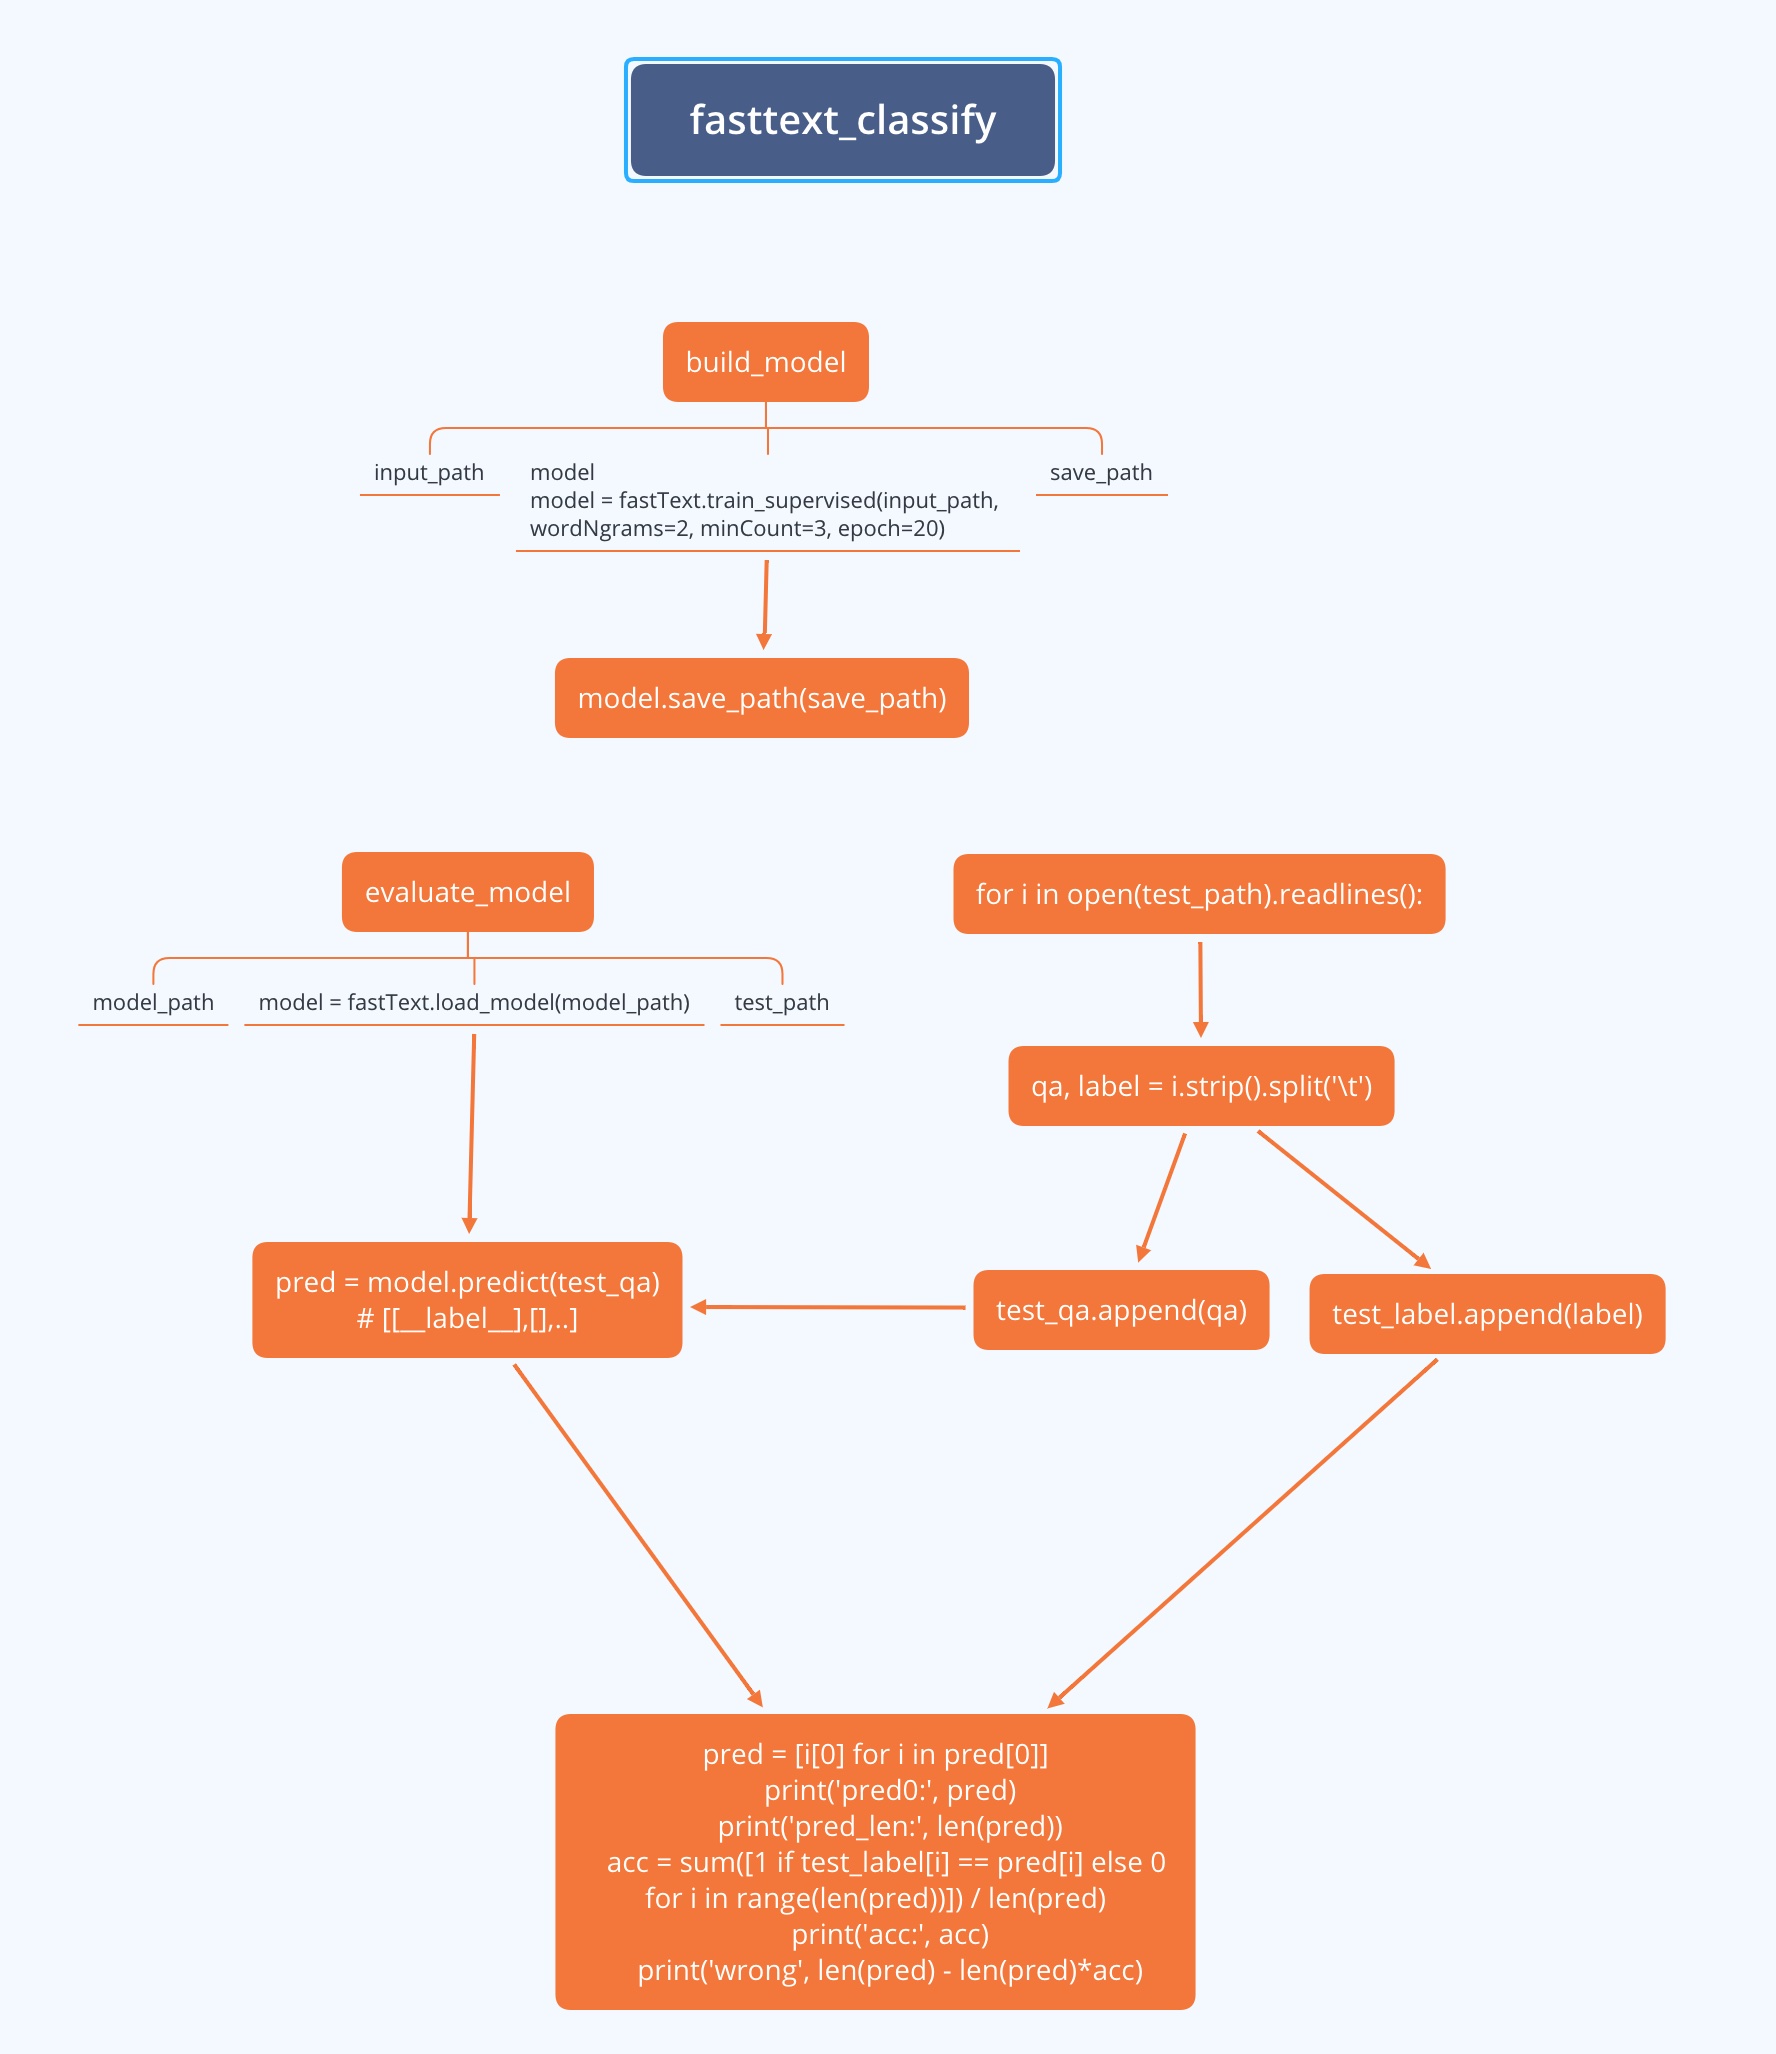 fasttext_classify
build_model
input_path
model
model = fastText.train_supervised(input_path,
wordNgrams=2, minCount=3, epoch=20)
save_path
model.save_path(save_path)
evaluate_model
model_path
model = fastText.load_model(model_path)
test_path
for i in open(test_path).readlines():
qa, label = i.strip().split('\t')
pred = model.predict(test_qa)
# [[__label__],[],..]
test_qa.append(qa)
test_label.append(label)
pred = [i[0] for i in pred[0]]
print('pred0:', pred)
print('pred_len:', len(pred))
acc = sum([1 if test_label[i] == pred[i] else 0
for i in range(len(pred))]) / len(pred)
print('acc:', acc)
print('wrong', len(pred) - len(pred)*acc)